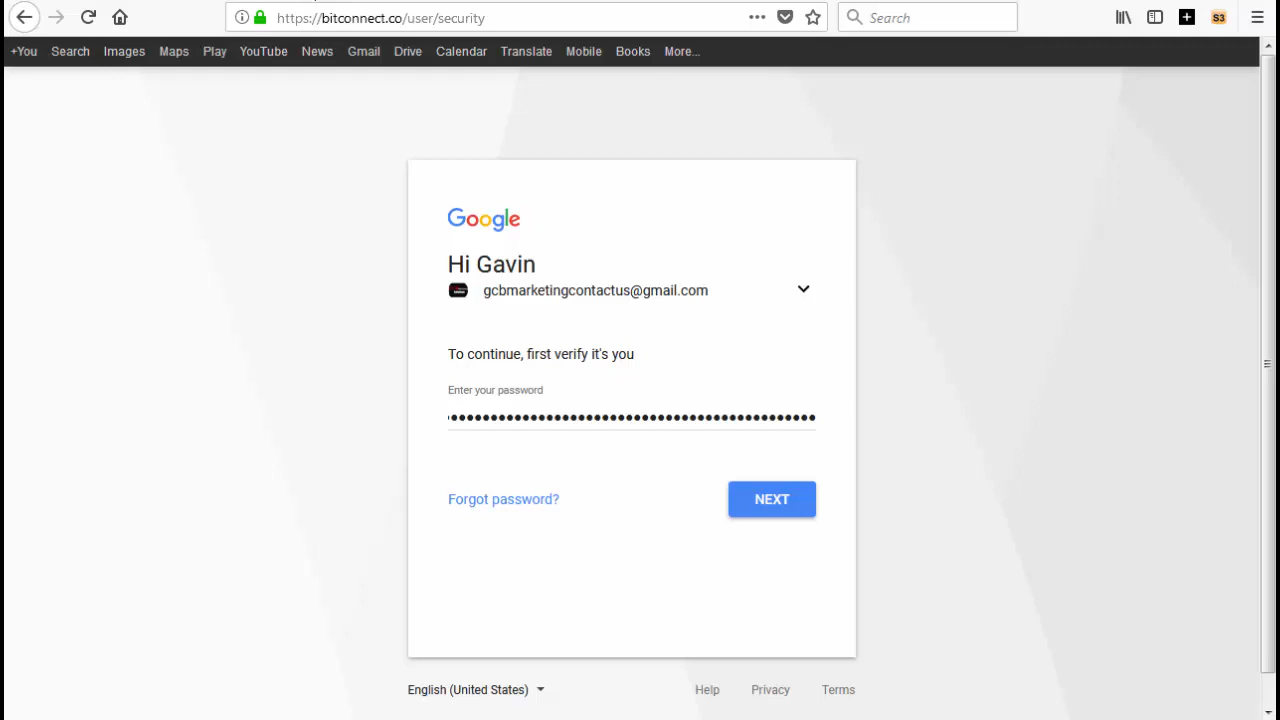 https://bitconnect.co/user/security
Search
S3
+You Search Images Maps Play YouTube News Gmail Drive Calendar Translate Mobile Books More...
Google
Hi Gavin
gcbmarketingcontactus@gmail.com
To continue, first verify it's you
Enter your password
Forgot password?
NEXT
English (United States)
Help Privacy Terms